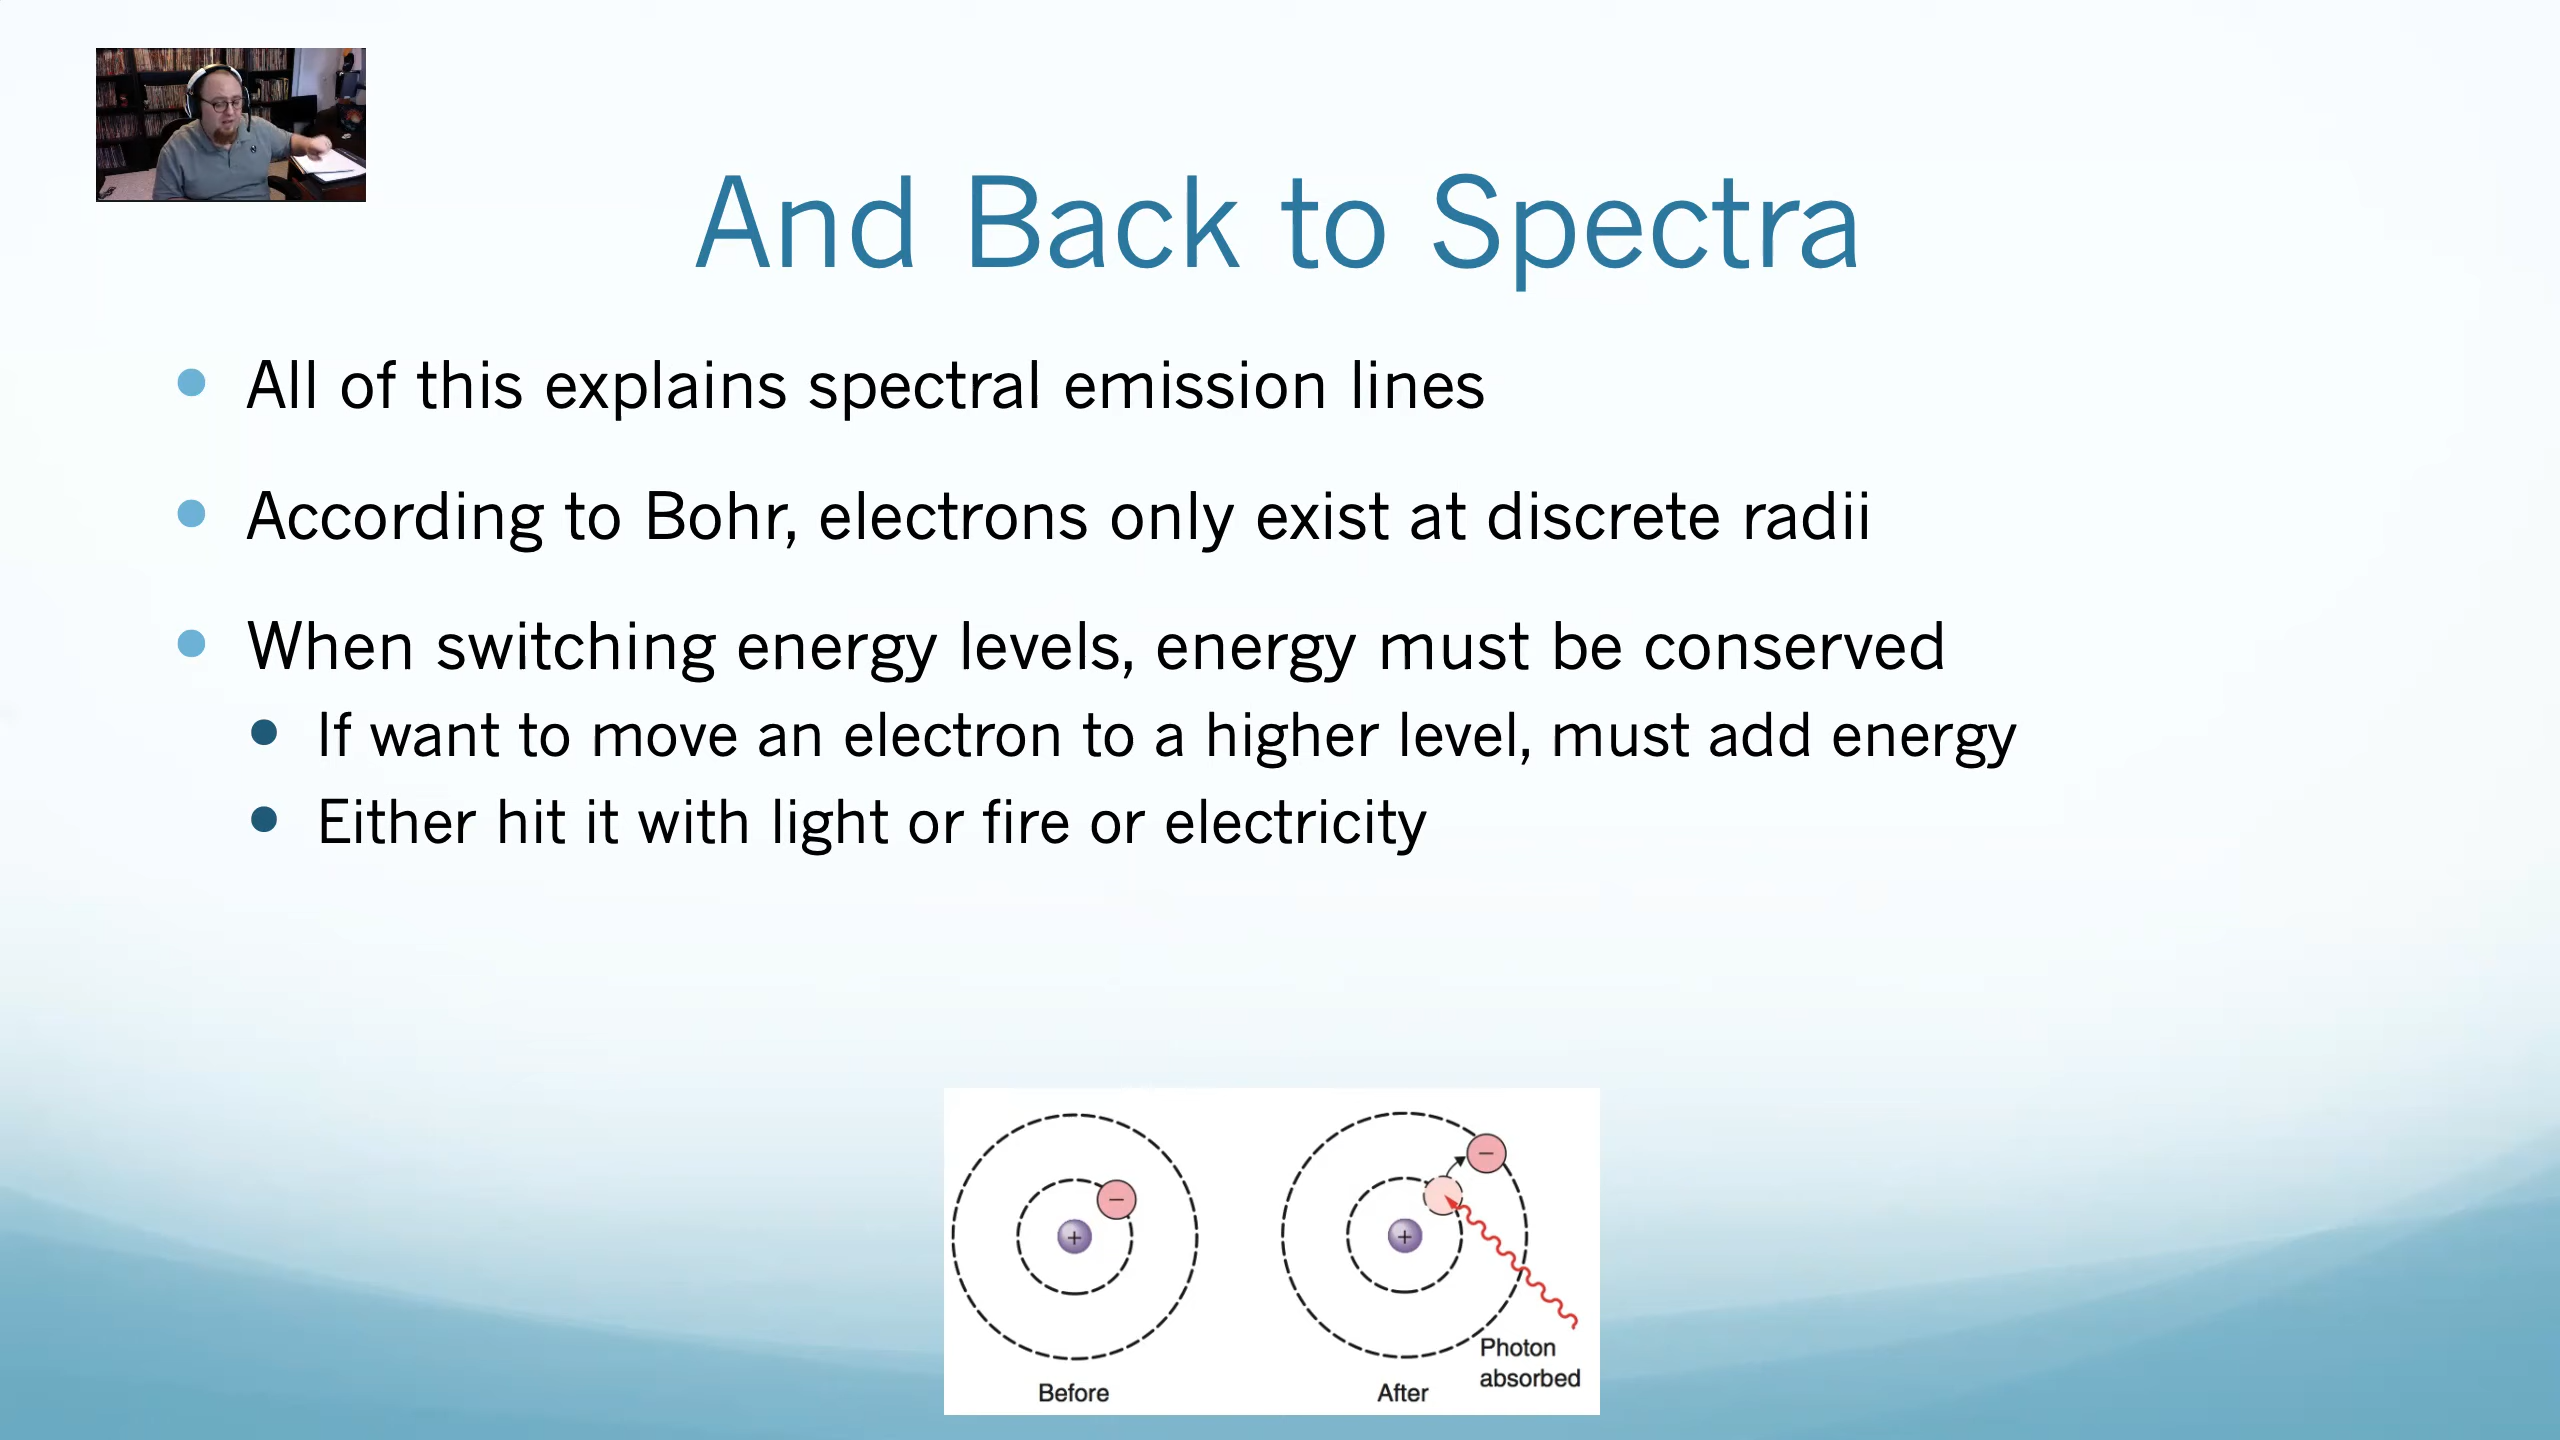 And Back to Spectra
All of this explains spectral emission lines
According to Bohr, electrons only exist at discrete radii
When switching energy levels, energy must be conserved
If want to move an electron to a higher level, must add energy
Either hit it with light or fire or electricity
−
+
−
+
Photon
absorbed
Before
After